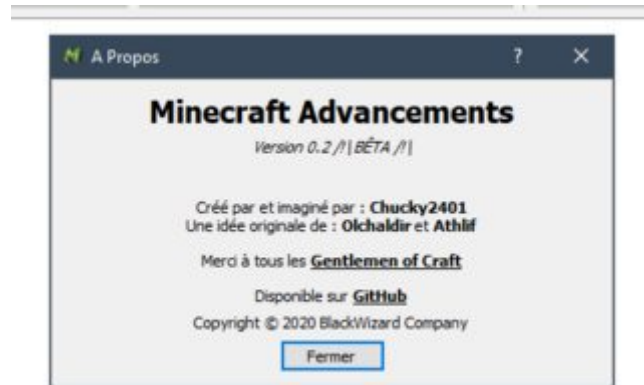 A Propos
Minecraft Advancements
Version 0.2 /!\ BÊTA /!\
Créé par et imaginé par : Chucky2401
Une idée originale de : Olchaldir et Athlif
Merci à tous les Gentlemen of Craft
Disponible sur GitHub
Copyright © 2020 BlackWizard Company
Fermer